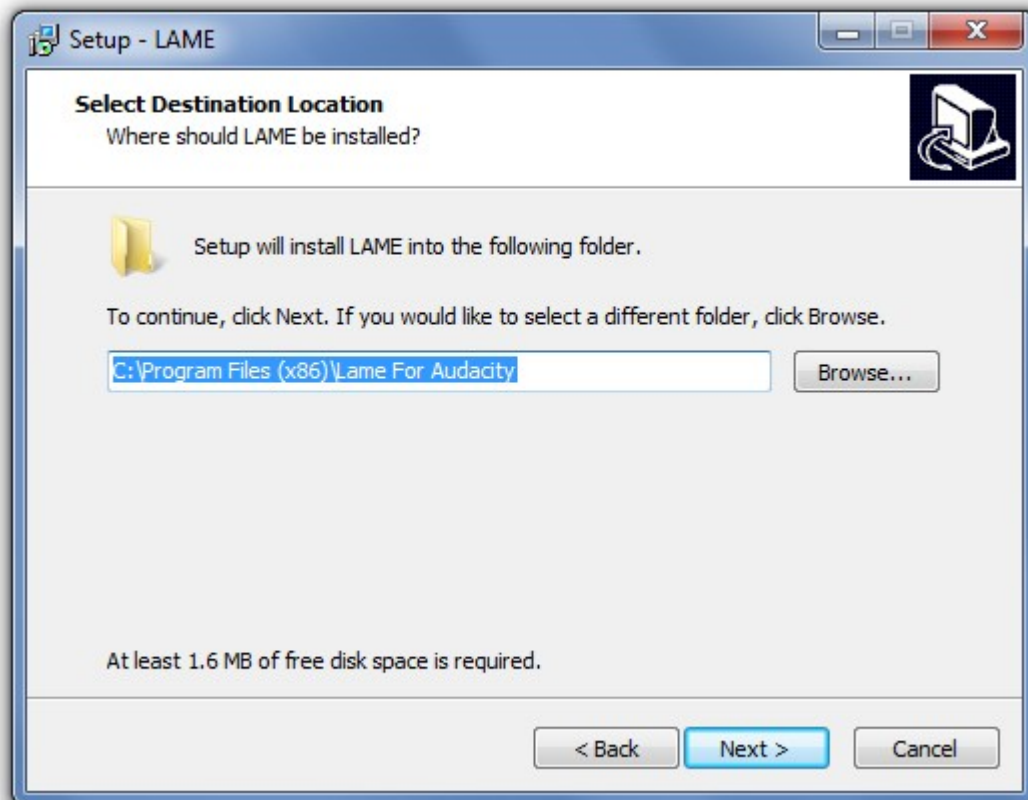 Setup - LAME
Select Destination Location
Where should LAME be installed?
Setup will install LAME into the following folder.
To continue, click Next. If you would like to select a different folder, click Browse.
C:\Program Files (x86)\Lame For Audacity
Browse...
At least 1.6 MB of free disk space is required.
< Back
Next >
Cancel